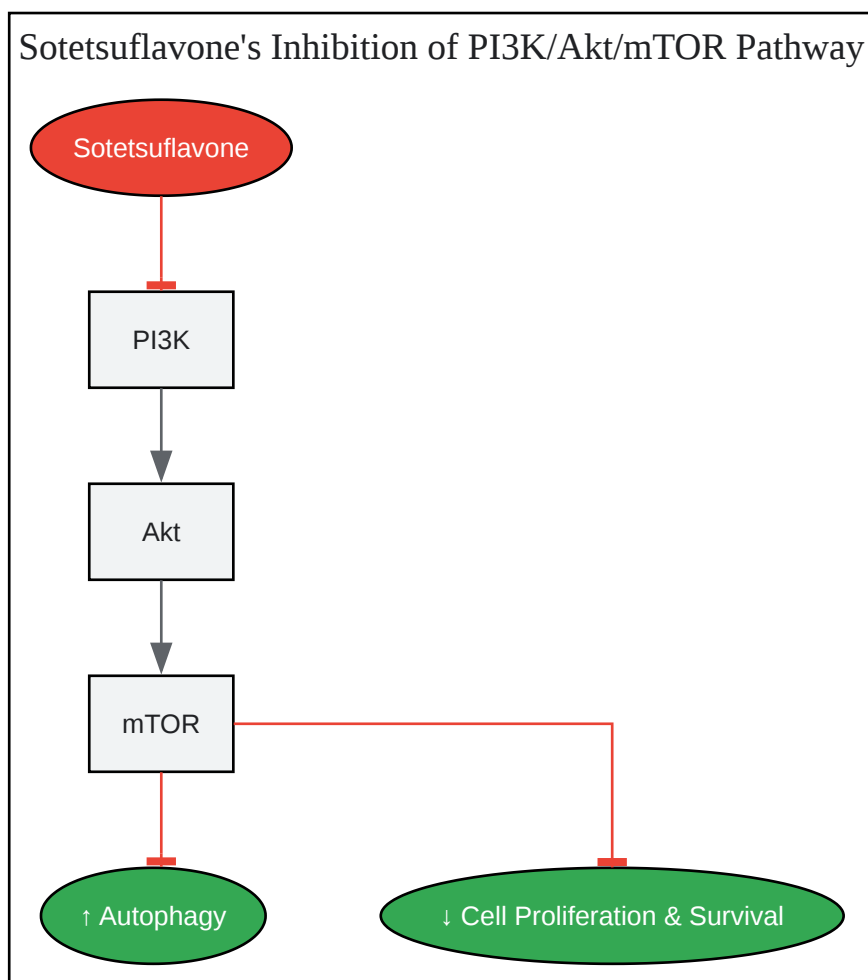 Sotetsuflavone's Inhibition of PI3K/Akt/mTOR Pathway
Sotetsuflavone
PI3K
Akt
mTOR
↑ Autophagy
↓ Cell Proliferation & Survival